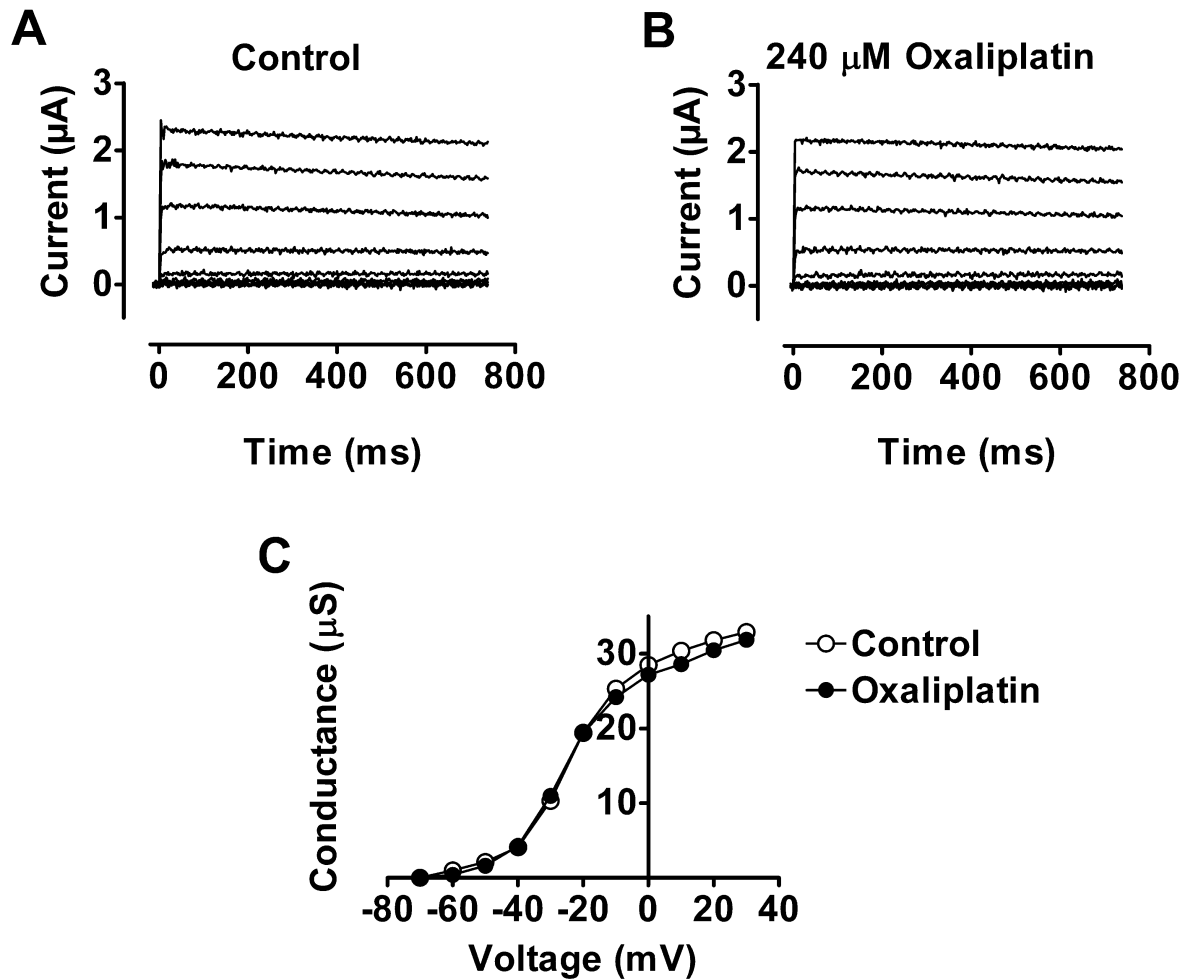 A
Control
Current (µA)
3
2
1
0
0 200 400 600 800
Time (ms)
B
240 μM Oxaliplatin
Current (µA)
3
2
1
0
0 200 400 600 800
Time (ms)
C
Conductance (μS)
30
20
10
-80 -60 -40 -20 0 20 40
Voltage (mV)
Control
Oxaliplatin